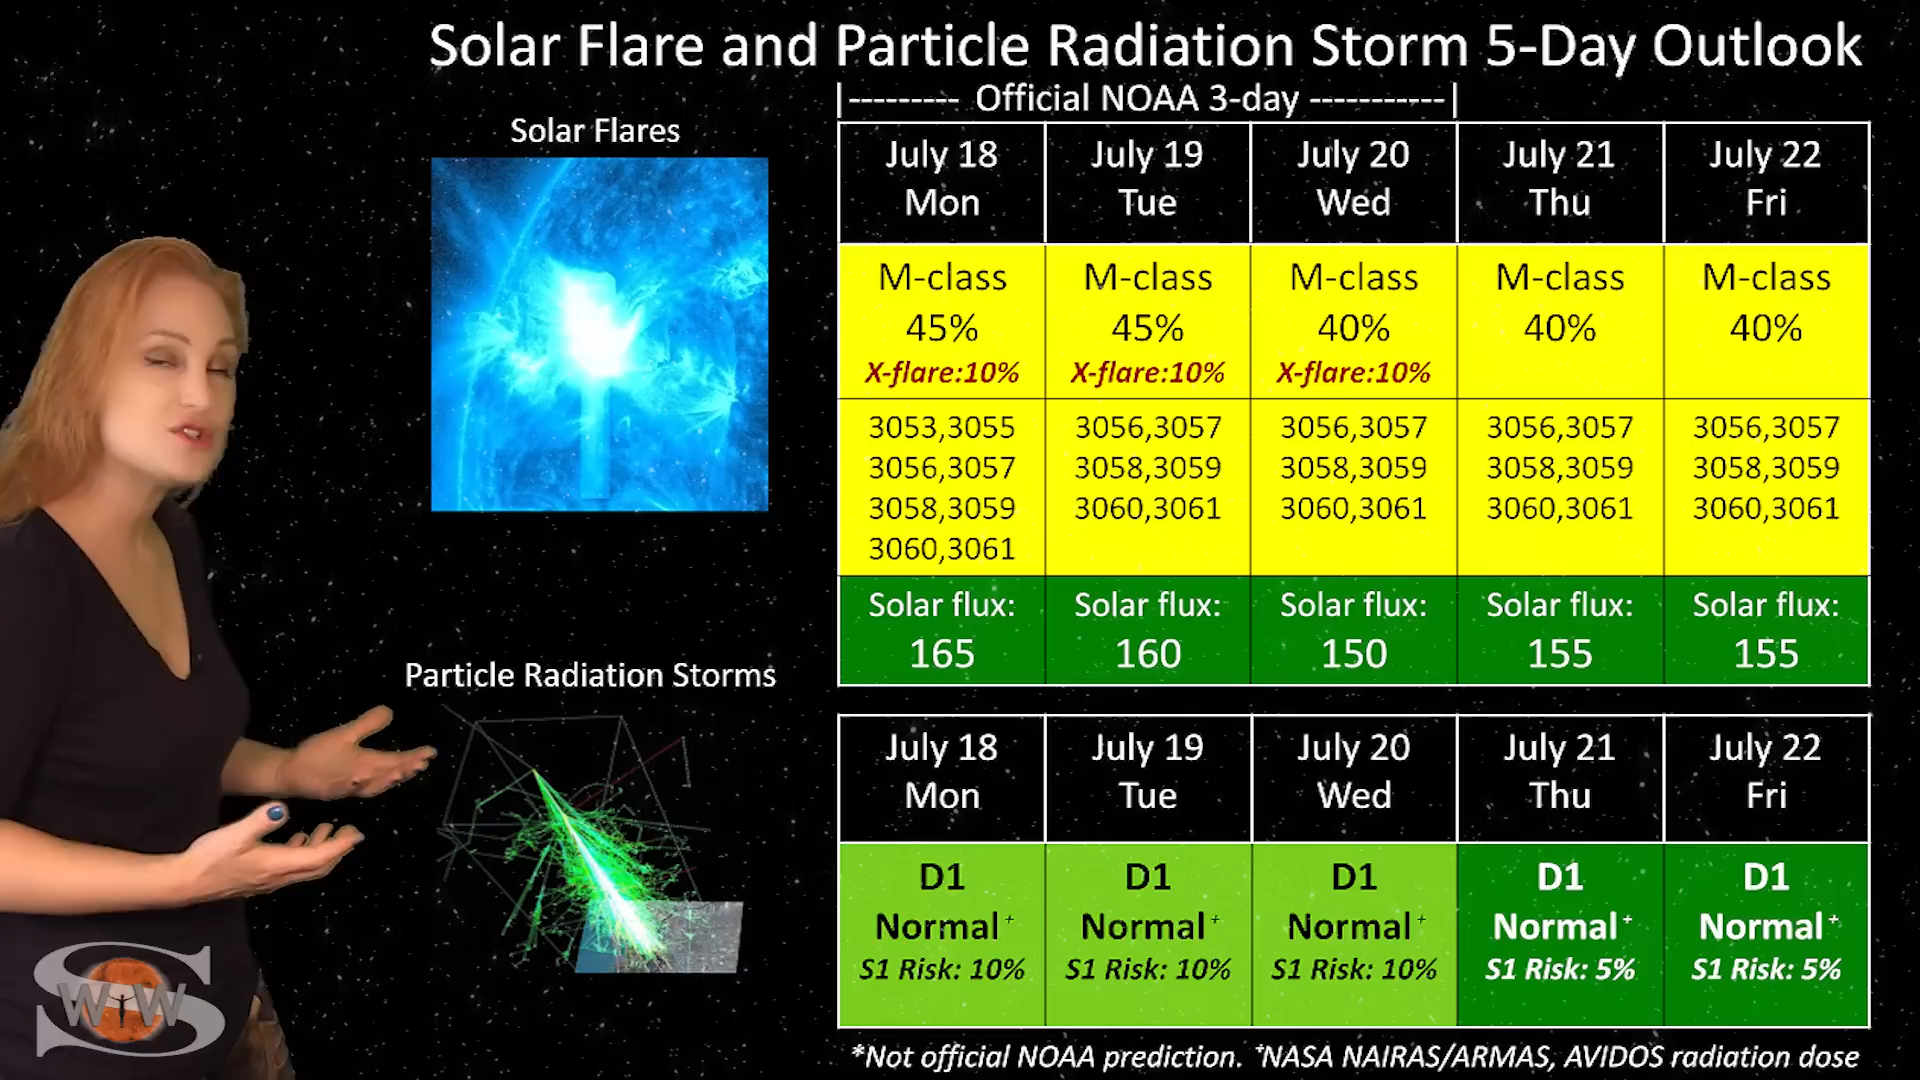 Solar Flare and Particle Radiation Storm 5-Day Outlook
|--------- Official NOAA 3-day -----------|
Solar Flares
July 18 July 19 July 20 July 21 July 22
Mon Tue Wed Thu Fri
M-class M-class M-class M-class M-class
45% 45% 40% 40% 40%
X-flare:10% X-flare:10% X-flare:10%
3053,3055 3056,3057 3056,3057 3056,3057 3056,3057
3056,3057 3058,3059 3058,3059 3058,3059 3058,3059
3058,3059 3060,3061 3060,3061 3060,3061 3060,3061
3060,3061
Solar flux: Solar flux: Solar flux: Solar flux: Solar flux:
165 160 150 155 155
Particle Radiation Storms
July 18 July 19 July 20 July 21 July 22
Mon Tue Wed Thu Fri
D1 D1 D1 D1 D1
Normal+ Normal+ Normal+ Normal+ Normal+
S1 Risk: 10% S1 Risk: 10% S1 Risk: 10% S1 Risk: 5% S1 Risk: 5%
*Not official NOAA prediction. +NASA NAIRAS/ARMAS, AVIDOS radiation dose
SWTW